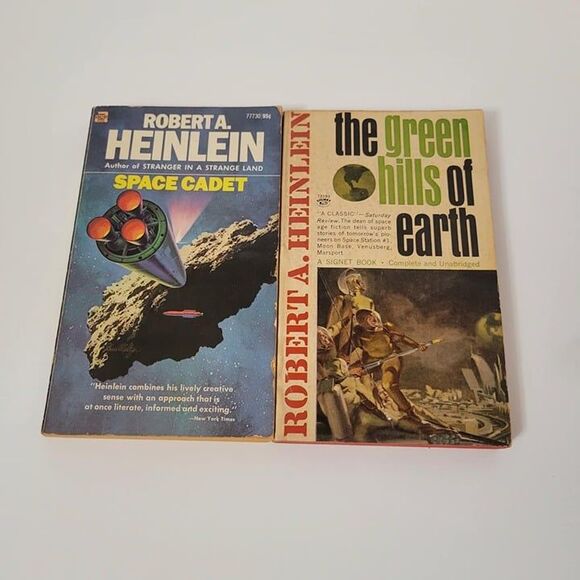 ROBERT A.
77730 95¢
HEINLEIN
Author of STRANGER IN A STRANGE LAND
SPACE CADET
"Heinlein combines his lively creative
sense with an approach that is
at once literate, informed and exciting."
—New York Times
ROBERT A. HEINLEIN
the green
hills of
earth
"A CLASSIC"—Saturday
Review. The dean of space
age fiction tells superb
stories of tomorrow's pio-
neers on Space Station #1,
Moon Base, Venusberg,
Marsport
A SIGNET BOOK • Complete and Unabridged